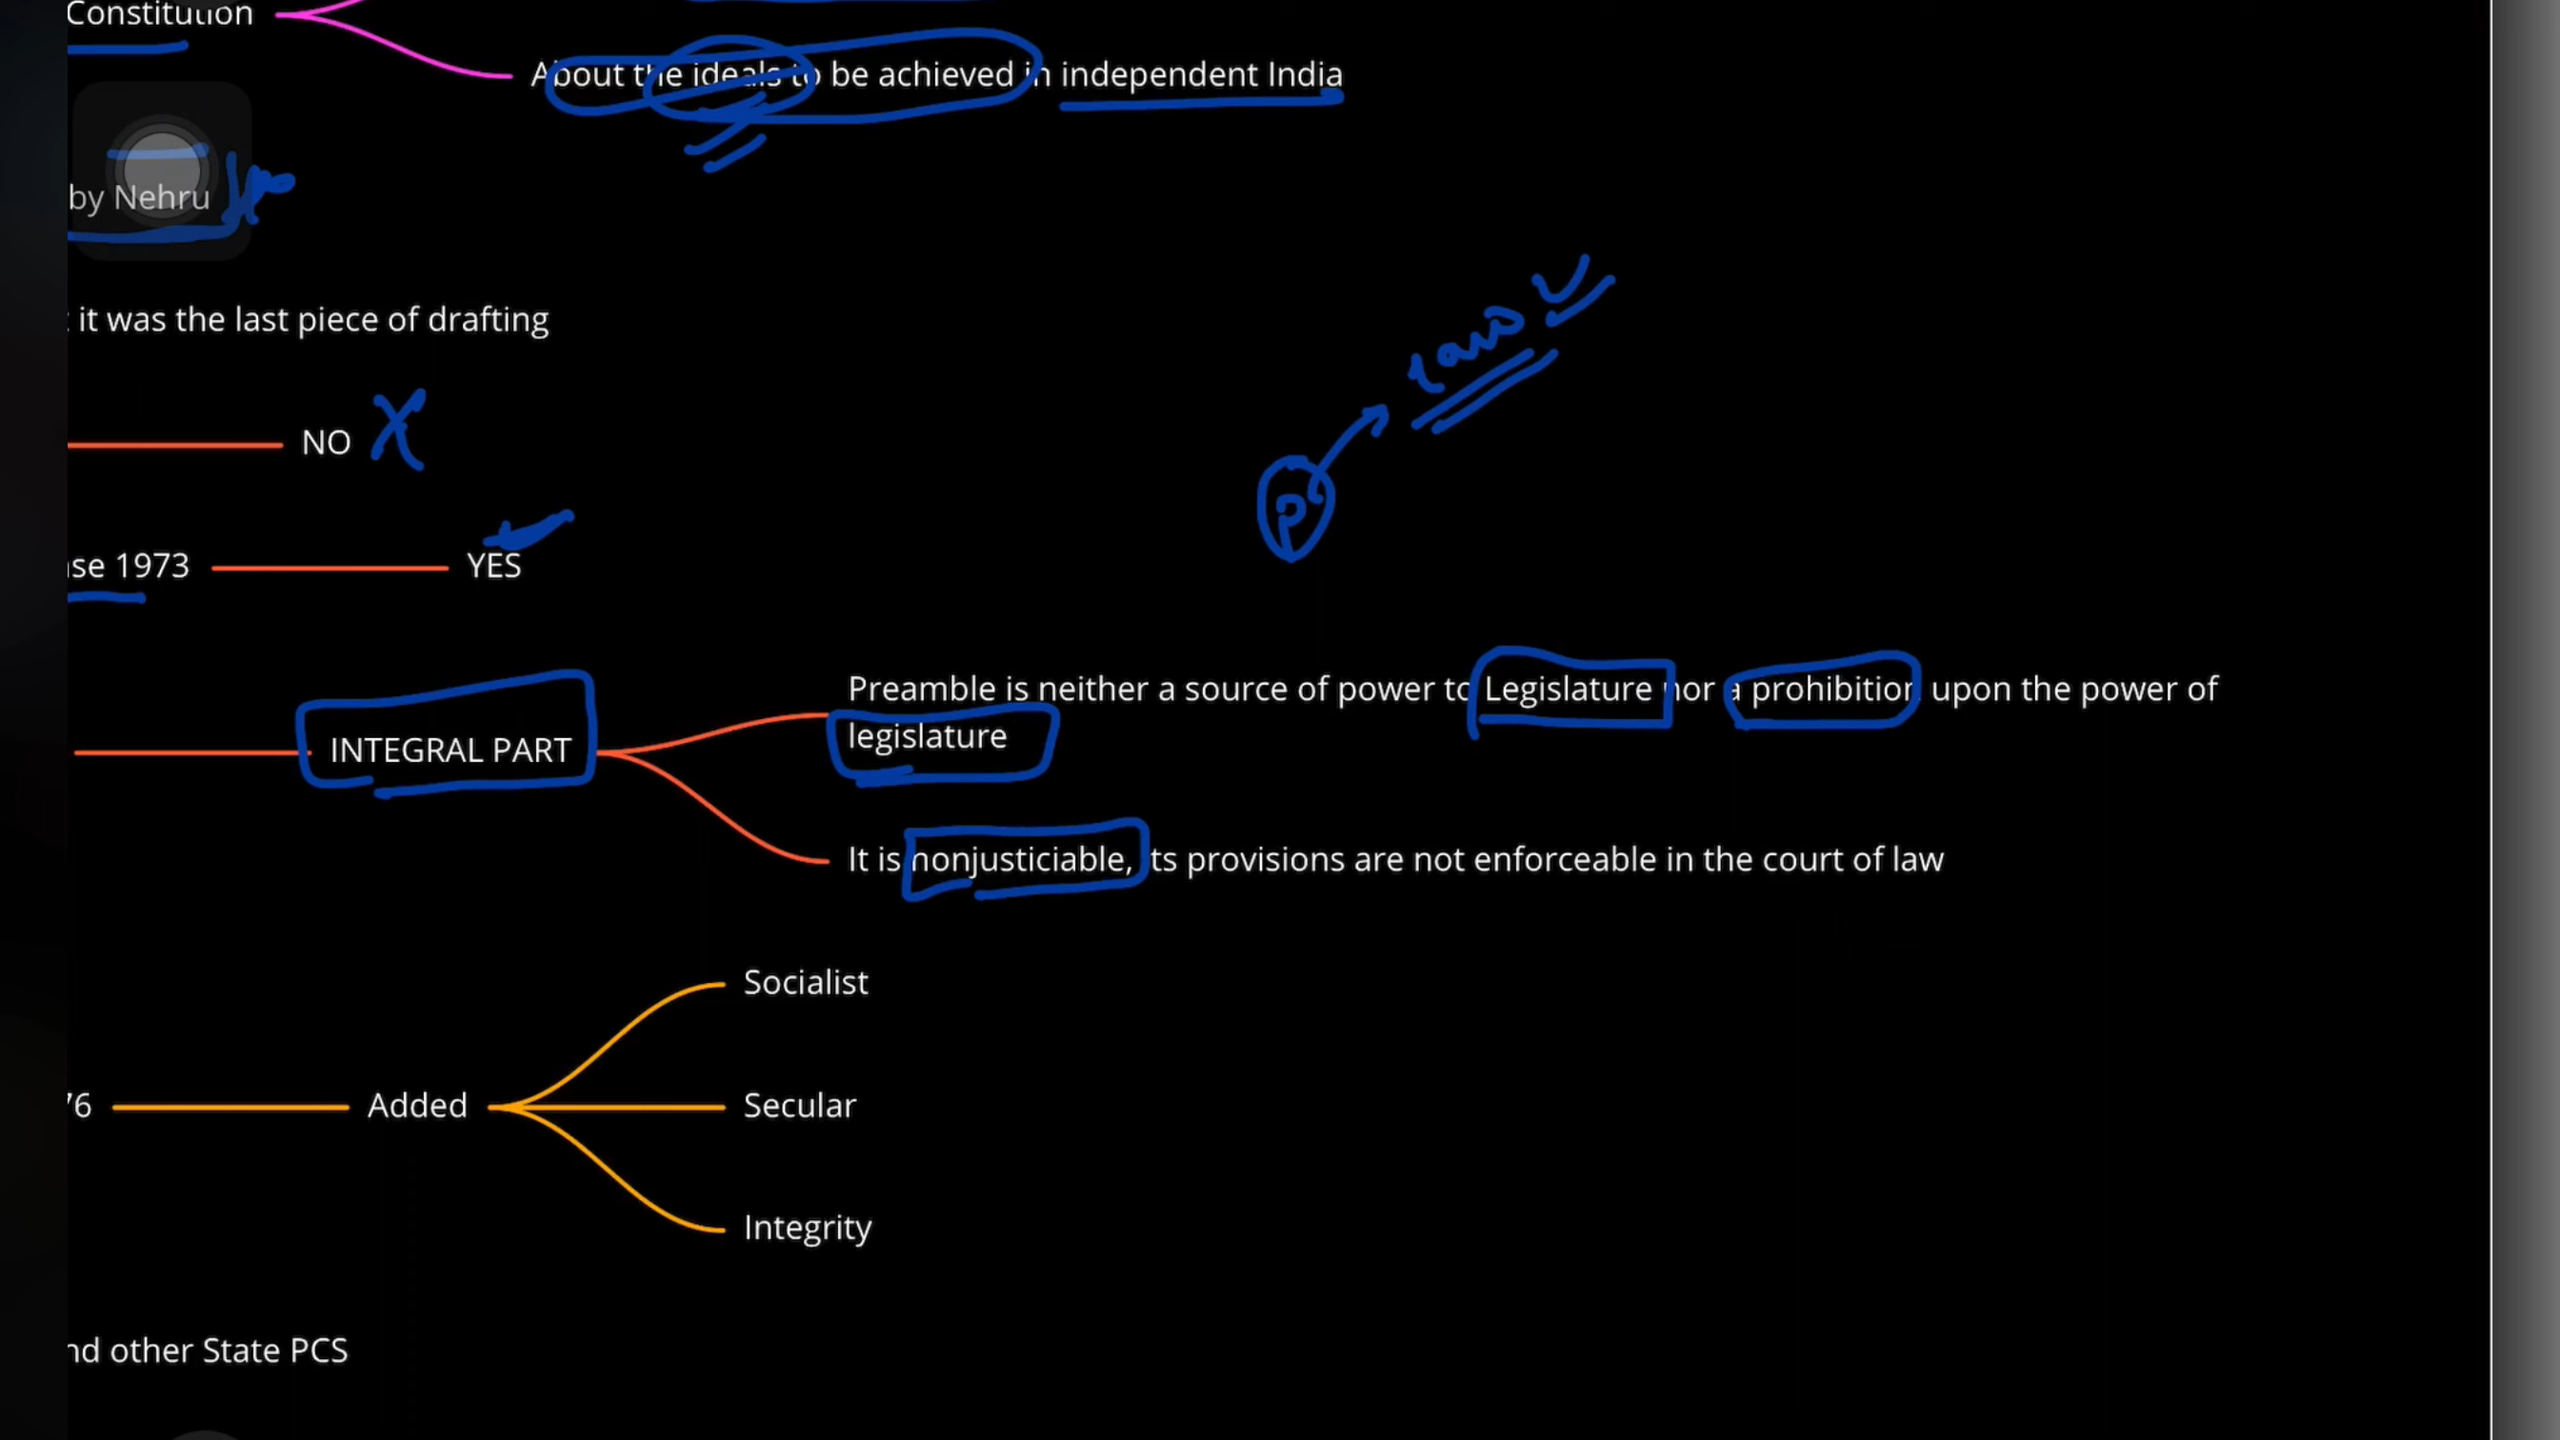 Constitution
About the ideals to be achieved in independent India
by Nehru
it was the last piece of drafting
NO X
1973 YES
laws
P
Preamble is neither a source of power to Legislature nor a prohibition upon the power of
legislature
INTEGRAL PART
It is nonjusticiable, its provisions are not enforceable in the court of law
Socialist
76 Added Secular
Integrity
nd other State PCS